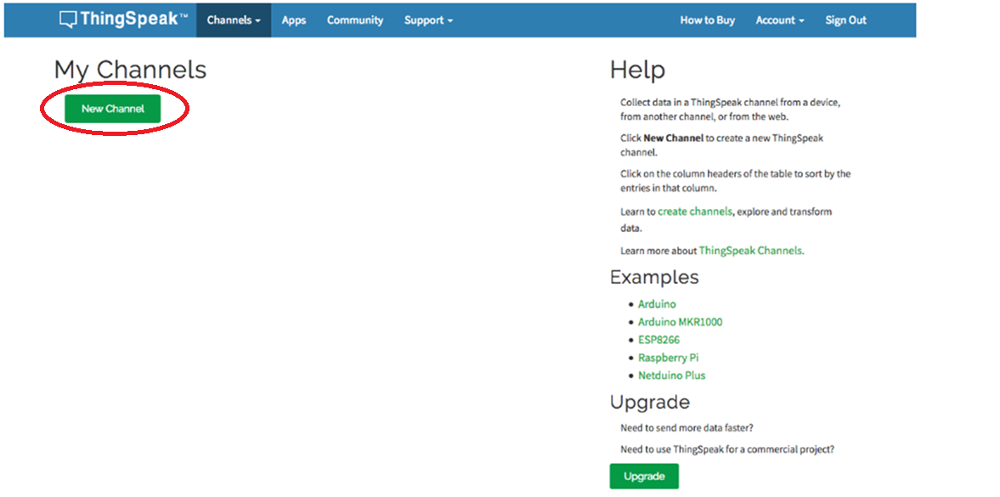 ThingSpeak™ Channels Apps Community Support How to Buy Account Sign Out
My Channels
New Channel
Help
Collect data in a ThingSpeak channel from a device,
from another channel, or from the web.
Click New Channel to create a new ThingSpeak
channel.
Click on the column headers of the table to sort by the
entries in that column.
Learn to create channels, explore and transform
data.
Learn more about ThingSpeak Channels.
Examples
Arduino
Arduino MKR1000
ESP8266
Raspberry Pi
Netduino Plus
Upgrade
Need to send more data faster?
Need to use ThingSpeak for a commercial project?
Upgrade